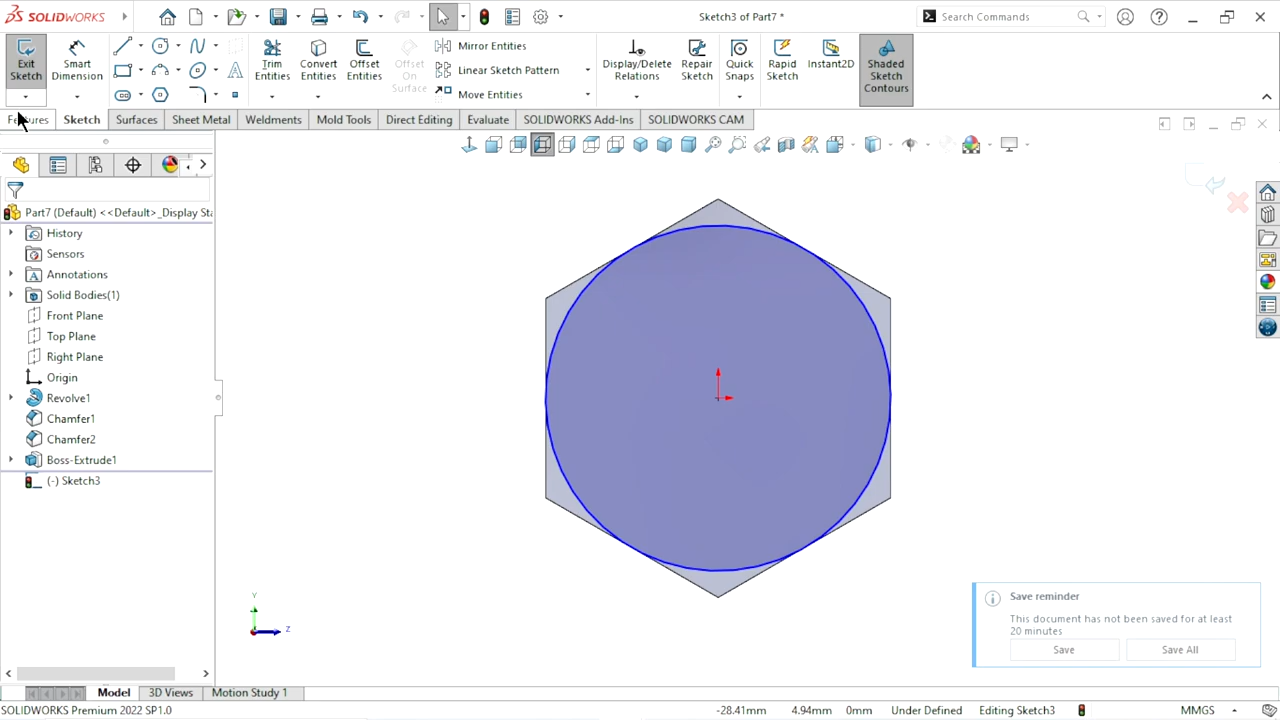 SOLIDWORKS
Sketch3 of Part7 *
Search Commands
Exit Sketch
Smart Dimension
Trim Entities
Convert Entities
Offset Entities
Offset On Surface
Mirror Entities
Linear Sketch Pattern
Move Entities
Display/Delete Relations
Repair Sketch
Quick Snaps
Rapid Sketch
Instant2D
Shaded Sketch Contours
Features
Sketch
Surfaces
Sheet Metal
Weldments
Mold Tools
Direct Editing
Evaluate
SOLIDWORKS Add-Ins
SOLIDWORKS CAM
Part7 (Default) <<Default>_Display Sta
History
Sensors
Annotations
Solid Bodies(1)
Front Plane
Top Plane
Right Plane
Origin
Revolve1
Chamfer1
Chamfer2
Boss-Extrude1
(-) Sketch3
Y
Z
Save reminder
This document has not been saved for at least
20 minutes
Save
Save All
Model
3D Views
Motion Study 1
SOLIDWORKS Premium 2022 SP1.0
-28.41mm
4.94mm
0mm
Under Defined
Editing Sketch3
MMGS